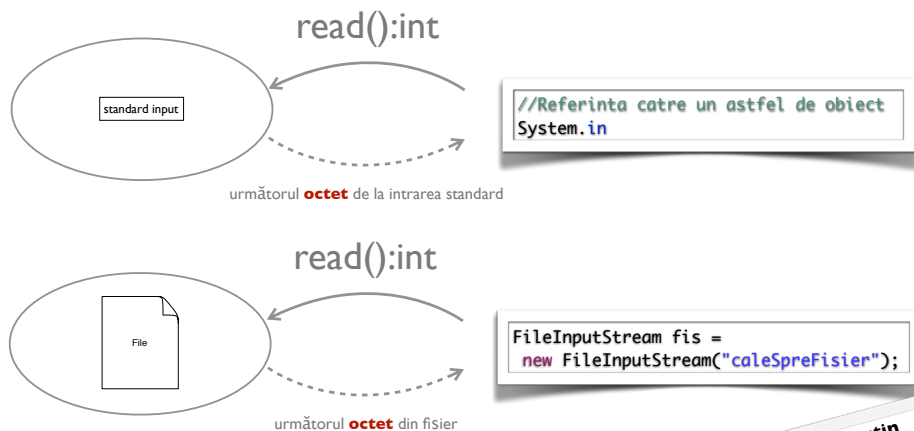 read():int
standard input
//Referinta catre un astfel de obiect
System.in
următorul octet de la intrarea standard
read():int
File
FileInputStream fis =
new FileInputStream("caleSpreFisier");
următorul octet din fișier